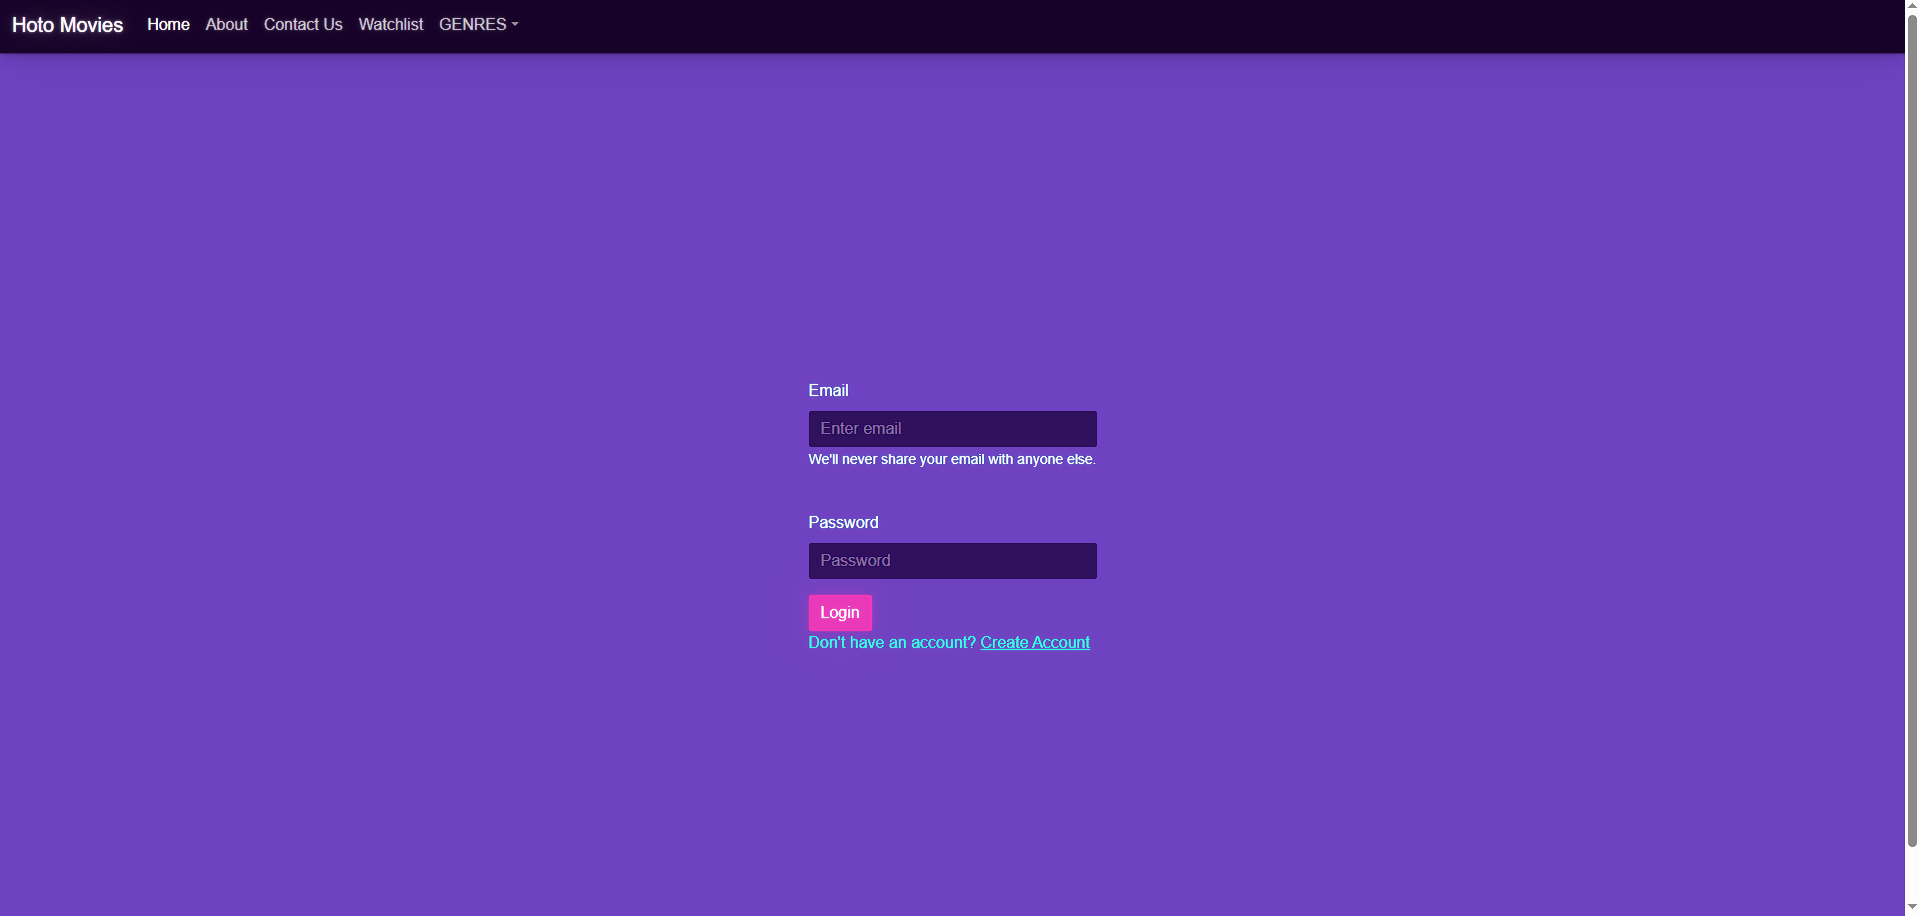 Hoto Movies Home About Contact Us Watchlist GENRES
Email
Enter email
We'll never share your email with anyone else.
Password
Password
Login
Don't have an account? Create Account